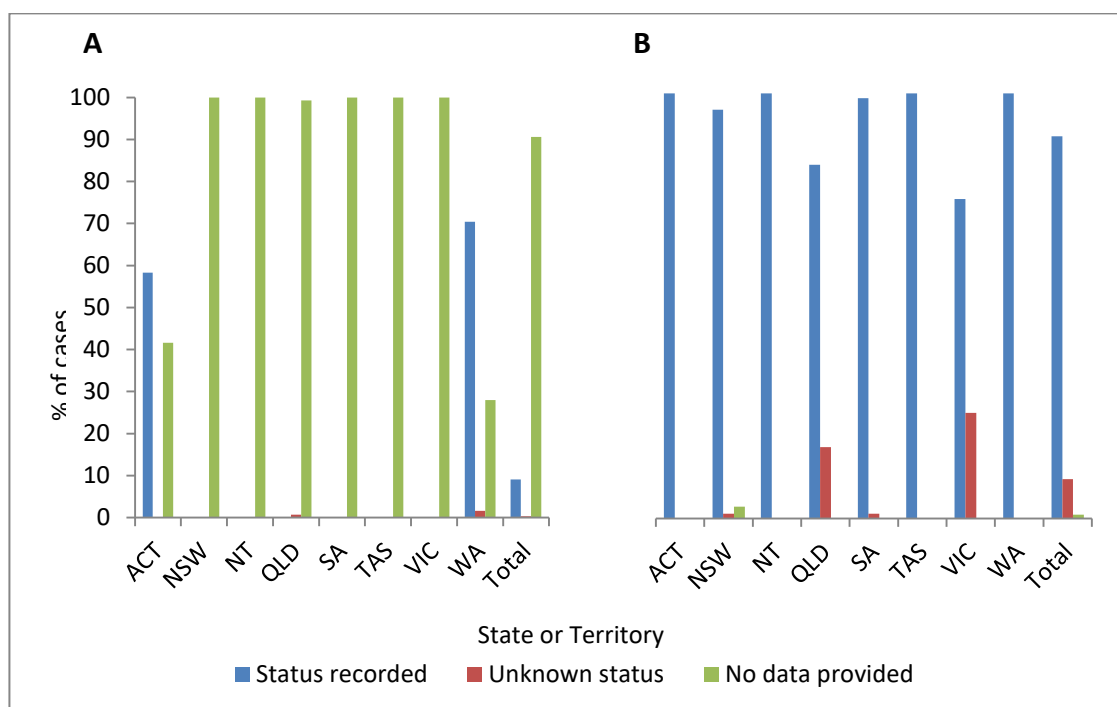 A B
100
90
80
70
60
50
40
30
20
10
0
% of cases
ACT NSW NT QLD SA TAS VIC WA Total ACT NSW NT QLD SA TAS VIC WA Total
State or Territory
Status recorded Unknown status No data provided